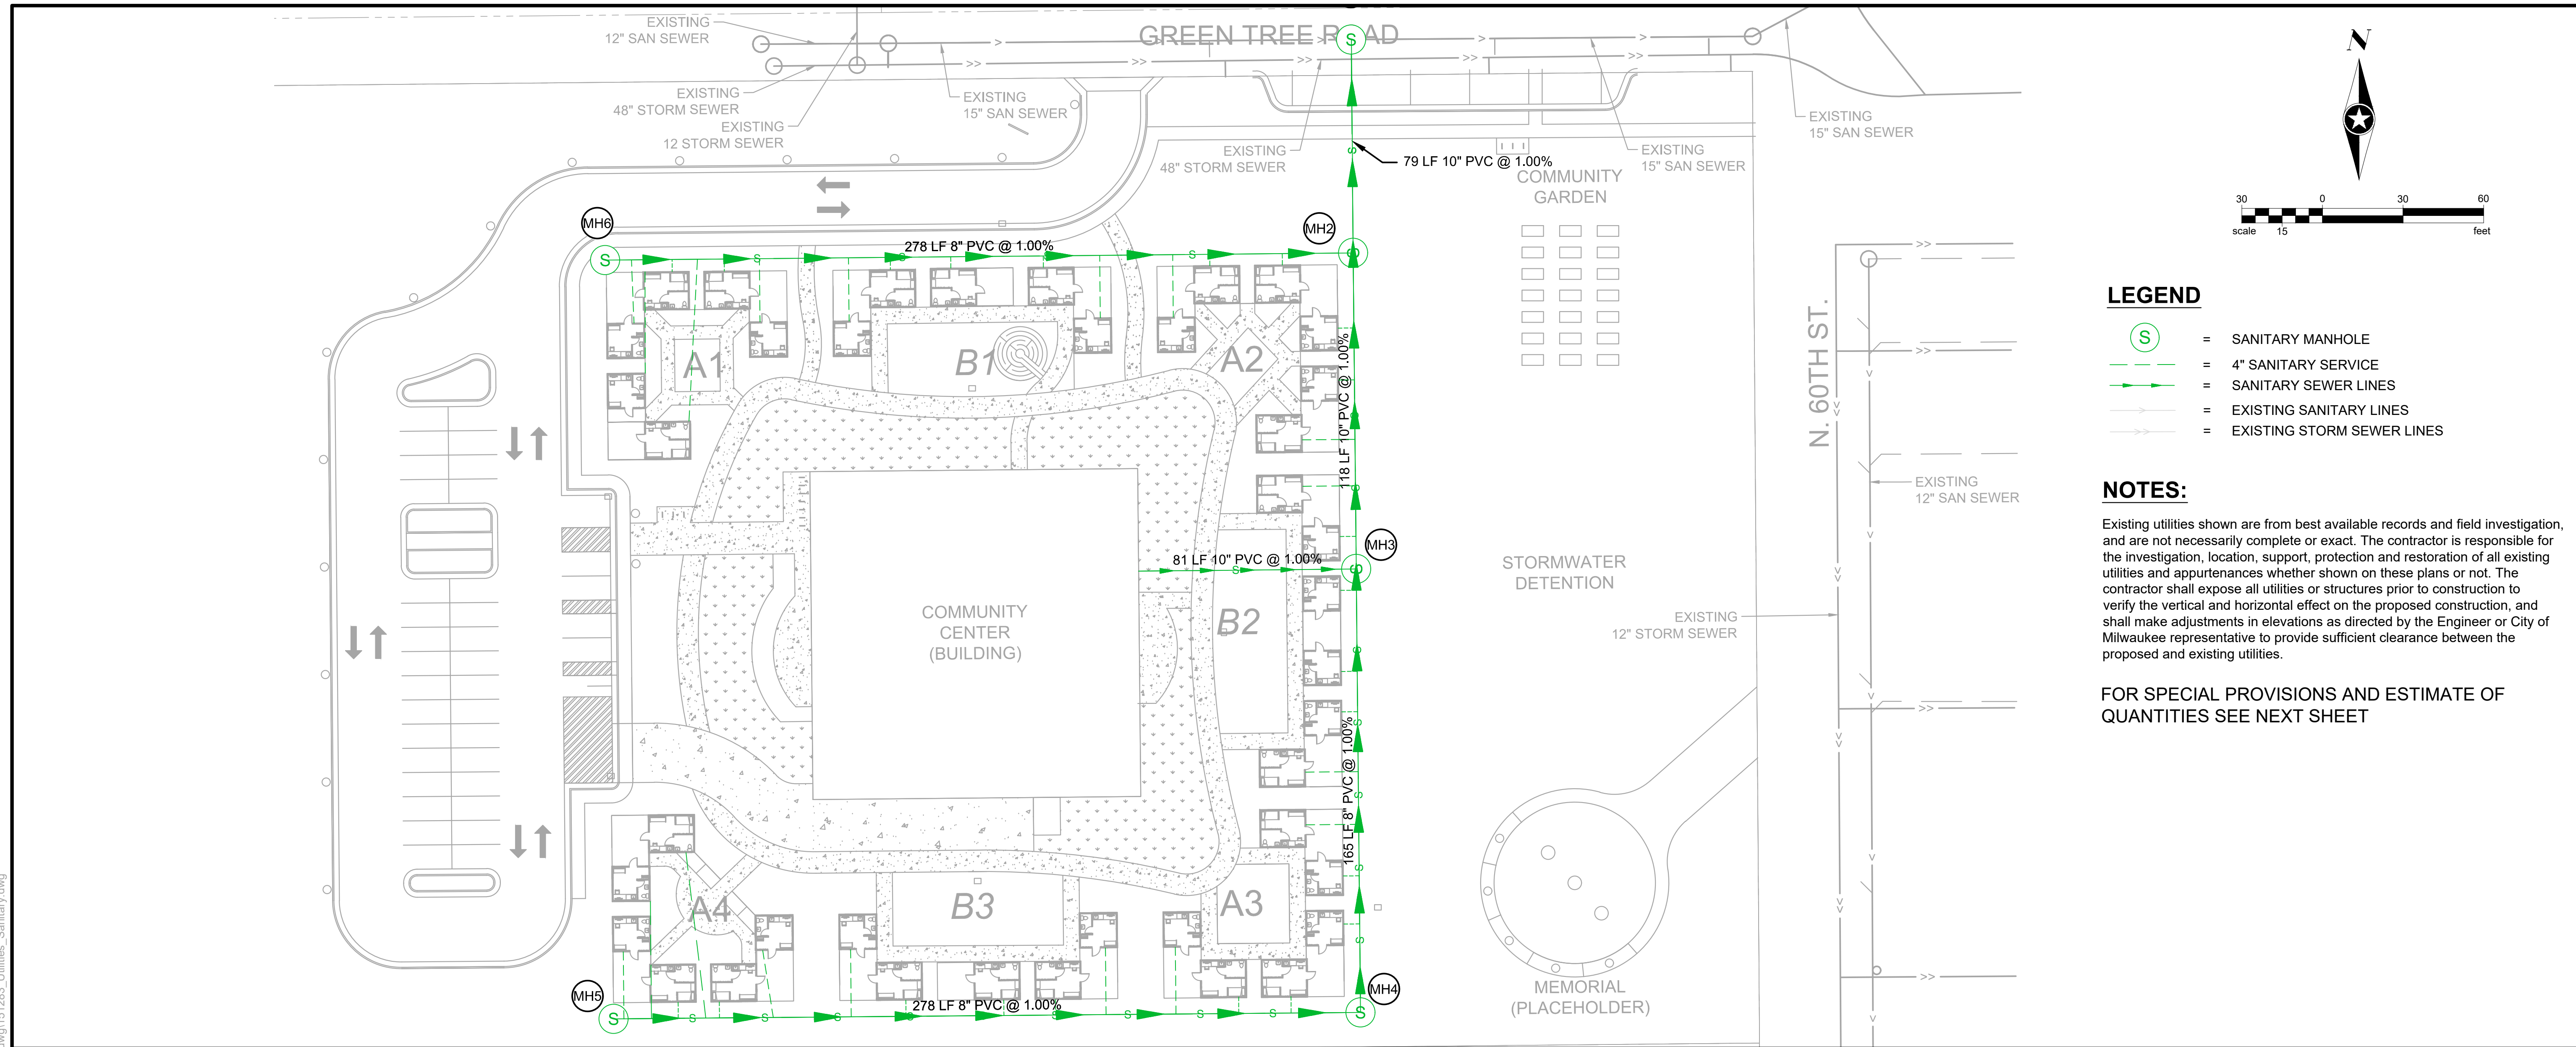 EXISTING
12" SAN SEWER
GREEN TREE ROAD
S
EXISTING
48" STORM SEWER
EXISTING
12 STORM SEWER
EXISTING
15" SAN SEWER
EXISTING
48" STORM SEWER
79 LF 10" PVC @ 1.00%
EXISTING
15" SAN SEWER
EXISTING
15" SAN SEWER
COMMUNITY
GARDEN
MH6
S
278 LF 8" PVC @ 1.00%
MH2
S
A1
B1
A2
118 LF 10" PVC @ 1.00%
N. 60TH ST.
EXISTING
12" SAN SEWER
MH3
S
81 LF 10" PVC @ 1.00%
STORMWATER
DETENTION
COMMUNITY
CENTER
(BUILDING)
B2
EXISTING
12" STORM SEWER
165 LF 8" PVC @ 1.00%
A4
B3
A3
MH5
S
278 LF 8" PVC @ 1.00%
MH4
S
MEMORIAL
(PLACEHOLDER)
N
30 0 30 60
scale 15 feet
LEGEND
S = SANITARY MANHOLE
= 4" SANITARY SERVICE
= SANITARY SEWER LINES
= EXISTING SANITARY LINES
= EXISTING STORM SEWER LINES
NOTES:
Existing utilities shown are from best available records and field investigation,
and are not necessarily complete or exact. The contractor is responsible for
the investigation, location, support, protection and restoration of all existing
utilities and appurtenances whether shown on these plans or not. The
contractor shall expose all utilities or structures prior to construction to
verify the vertical and horizontal effect on the proposed construction, and
shall make adjustments in elevations as directed by the Engineer or City of
Milwaukee representative to provide sufficient clearance between the
proposed and existing utilities.
FOR SPECIAL PROVISIONS AND ESTIMATE OF
QUANTITIES SEE NEXT SHEET